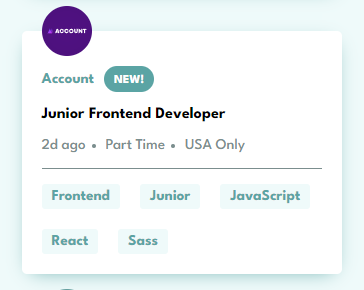 ACCOUNT
Account NEW!
Junior Frontend Developer
2d ago • Part Time • USA Only
Frontend Junior JavaScript
React Sass